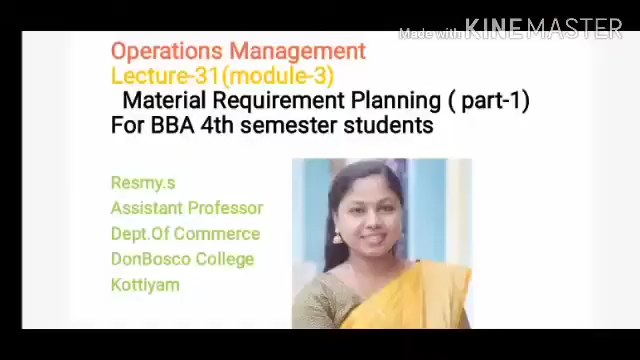 Made with KINEMASTER
Operations Management
Lecture-31(module-3)
Material Requirement Planning ( part-1)
For BBA 4th semester students
Resmy.s
Assistant Professor
Dept.Of Commerce
DonBosco College
Kottiyam